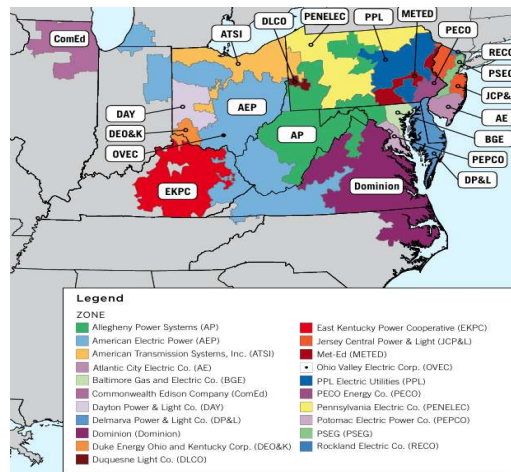 ComEd
DLCO
PENELEC
PPL
METED
PECO
ATSI
RECO
PSEG
JCP&
DAY
AEP
AE
DEO&K
AP
BGE
OVEC
PEPCO
EKPC
Dominion
DP&L
Legend
ZONE
Allegheny Power Systems (AP)
American Electric Power (AEP)
American Transmission Systems, Inc. (ATSI)
Atlantic City Electric Co. (AE)
Baltimore Gas and Electric Co. (BGE)
Commonwealth Edison Company (ComEd)
Dayton Power & Light Co. (DAY)
Delmarva Power Co. (DP&L)
Dominion (Dominion)
Duke Energy Ohio and Kentucky Corp. (DEO&K)
Duquesne Light Co. (DLCO)
East Kentucky Power Cooperative (EKPC)
Jersey Central Power & Light (JCP&L)
Met-Ed (METED)
Ohio Valley Electric Corp. (OVEC)
PPL Electric Utilities (PPL)
PECO Energy Co. (PECO)
Pennsylvania Electric Co. (PENELEC)
Potomac Electric Power Co. (PEPCO)
PSEG (PSEG)
Rockland Electric Co. (RECO)